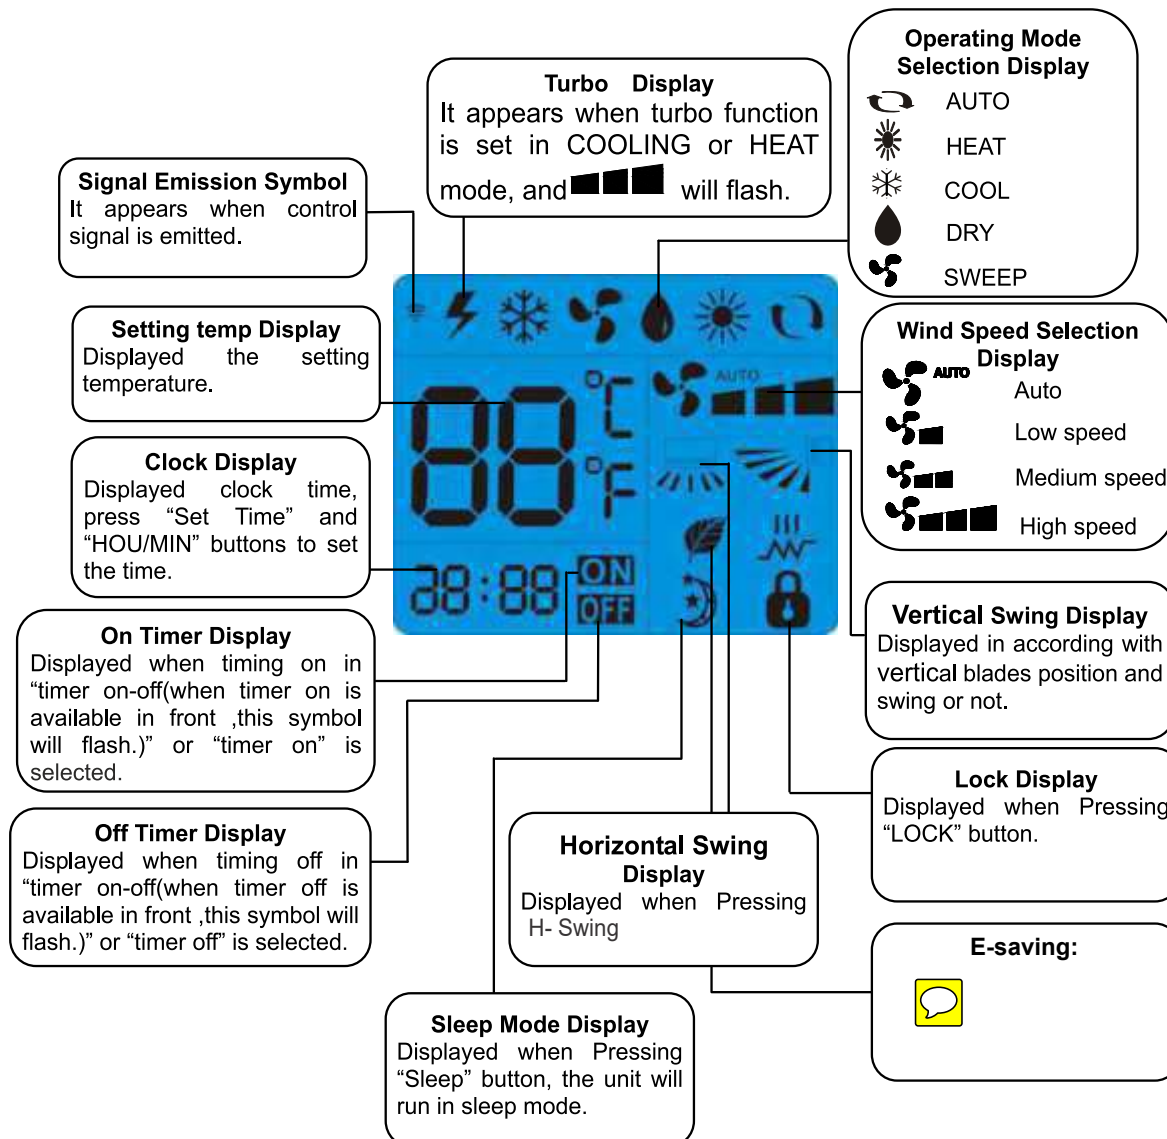 Operating Mode
Selection Display
AUTO
HEAT
COOL
DRY
SWEEP
Turbo Display
It appears when turbo function
is set in COOLING or HEAT
mode, and will flash.
Signal Emission Symbol
It appears when control
signal is emitted.
Setting temp Display
Displayed the setting
temperature.
Clock Display
Displayed clock time,
press “Set Time” and
“HOU/MIN” buttons to set
the time.
On Timer Display
Displayed when timing on in
“timer on-off(when timer on is
available in front ,this symbol
will flash.)” or “timer on” is
selected.
Off Timer Display
Displayed when timing off in
“timer on-off(when timer off is
available in front ,this symbol will
flash.)” or “timer off” is selected.
88
°C
°F
AUTO
88:88
ON
OFF
Wind Speed Selection
Display
AUTO
Auto
Low speed
Medium speed
High speed
Vertical Swing Display
Displayed in according with
vertical blades position and
swing or not.
Lock Display
Displayed when Pressing
“LOCK” button.
Horizontal Swing
Display
Displayed when Pressing
H- Swing
E-saving:
Sleep Mode Display
Displayed when Pressing
“Sleep” button, the unit will
run in sleep mode.